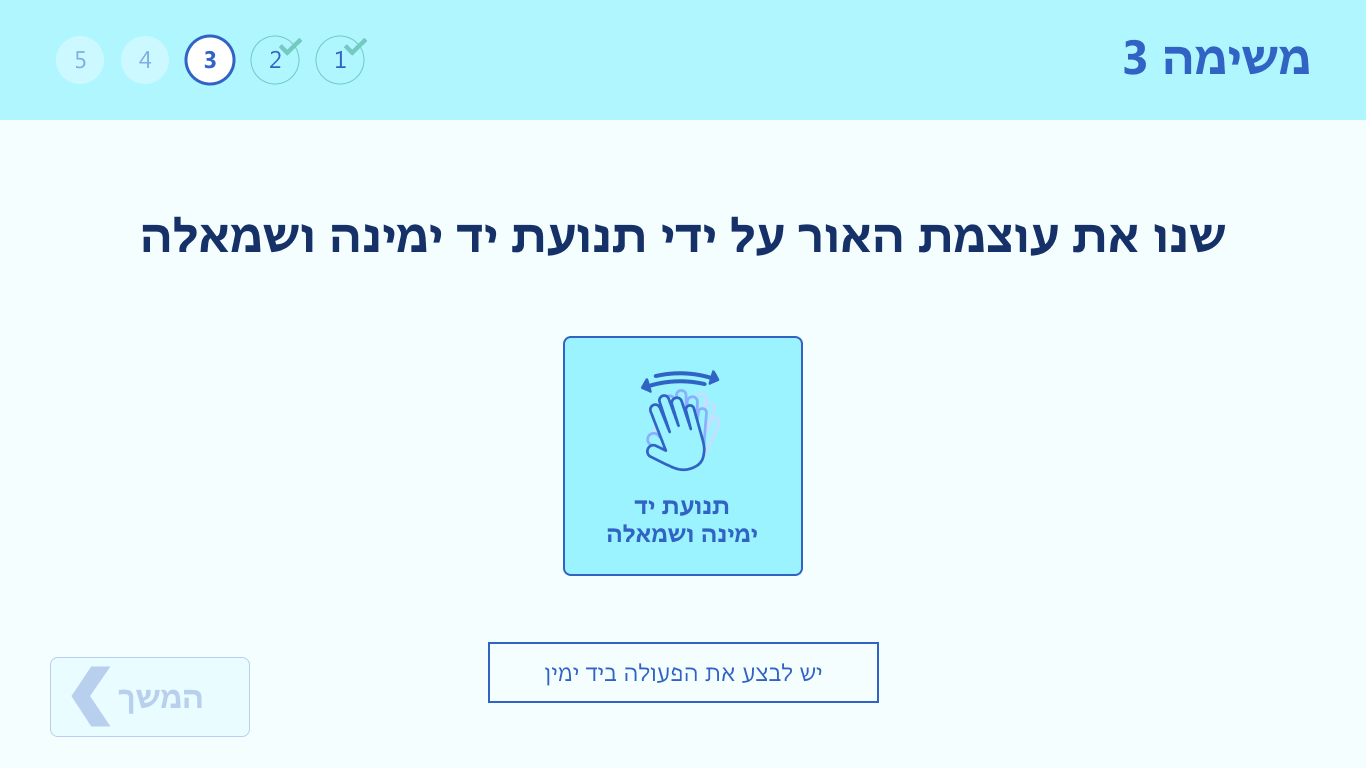 משימה 3
1
2
3
4
5
שנו את עוצמת האור על ידי תנועת יד ימינה ושמאלה
תנועת יד
ימינה ושמאלה
יש לבצע את הפעולה ביד ימין
המשך